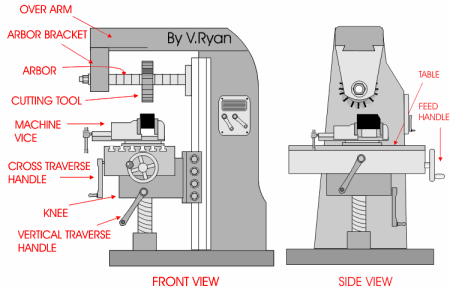 OVER ARM
ARBOR BRACKET
By V.Ryan
ARBOR
CUTTING TOOL
MACHINE
VICE
CROSS TRAVERSE
HANDLE
KNEE
VERTICAL TRAVERSE
HANDLE
FRONT VIEW
TABLE
FEED
HANDLE
SIDE VIEW